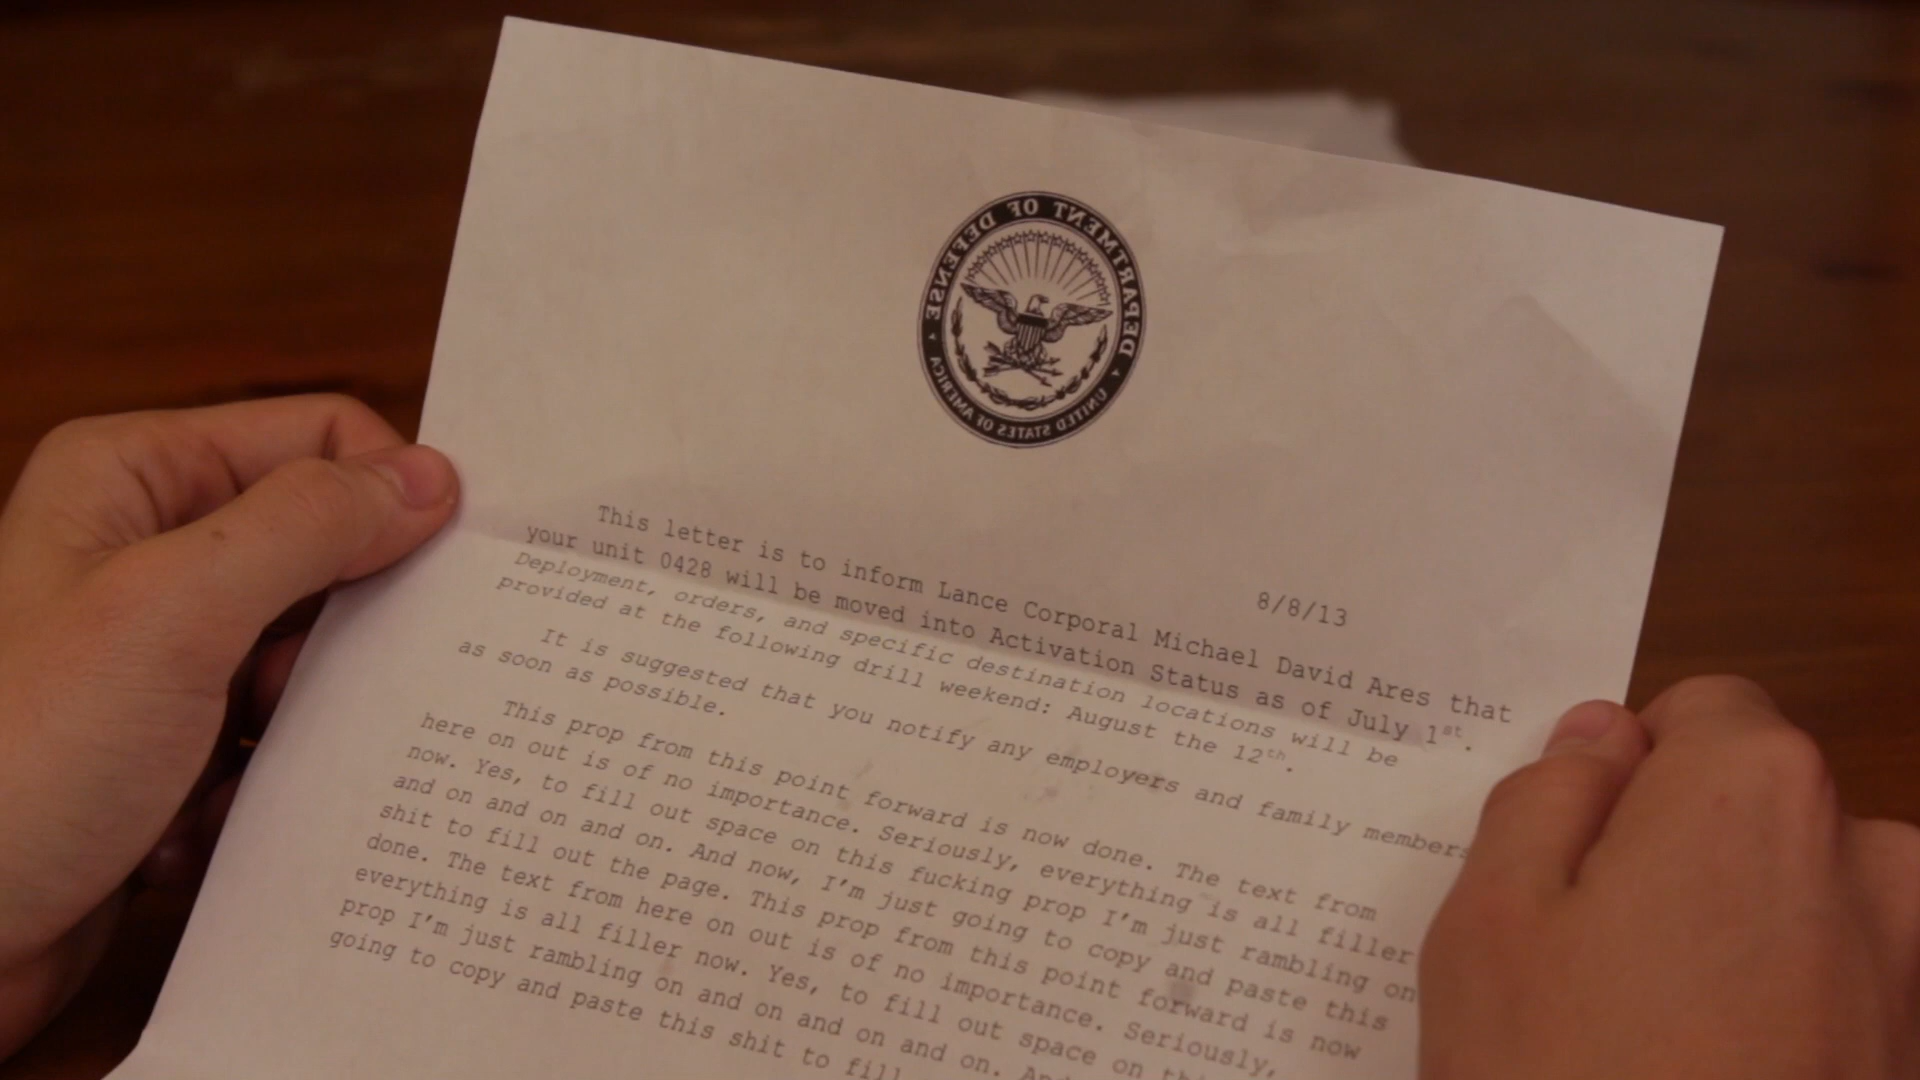 DEPARTMENT OF DEFENSE
UNITED STATES OF AMERICA
8/8/13
This letter is to inform Lance Corporal Michael David Ares that
your unit 0428 will be moved into Activation Status as of July 1st.
Deployment, orders, and specific destination locations will be
provided at the following drill weekend: August the 12th.
It is suggested that you notify any employers and family members
as soon as possible.
This prop from this point forward is now done. The text from
here on out is of no importance. Seriously, everything is all filler
now. Yes, to fill out space on this fucking prop I'm just rambling on
and on and on and on. And now, I'm just going to copy and paste this
shit to fill out the page. This prop from this point forward is now
done. The text from here on out is of no importance. Seriously,
everything is all filler now. Yes, to fill out space on
prop I'm just rambling on and on and on and on.
going to copy and paste this shit to fill